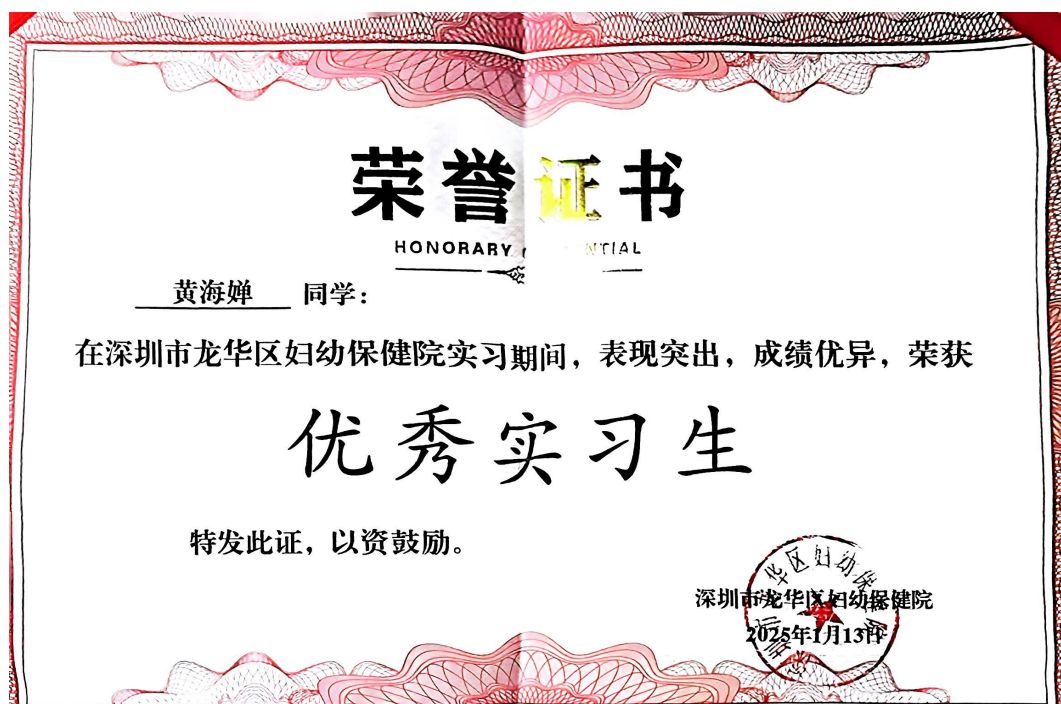 荣誉证书
HONORARY
黄海婵 同学：
在深圳市龙华区妇幼保健院实习期间，表现突出，成绩优异，荣获
优秀实习生
特发此证，以资鼓励。
深圳市龙华区妇幼保健院
2025年1月13日